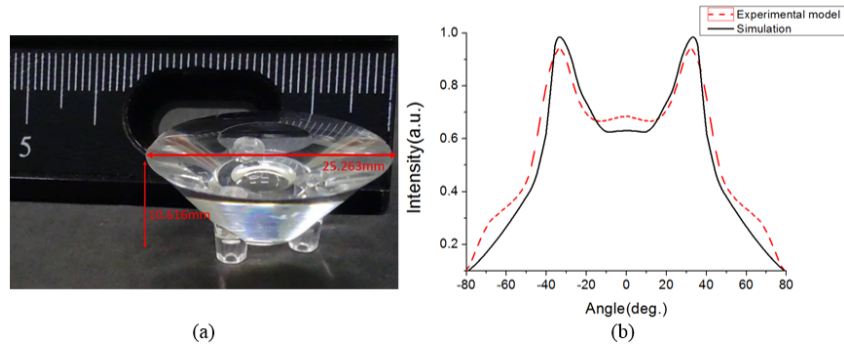 5
25.263mm
10.616mm
(a)
Experimental model
Simulation
1.0
0.8
0.6
0.4
0.2
Intensity(a.u.)
-80 -60 -40 -20 0 20 40 60 80
Angle(deg.)
(b)